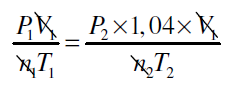 P₁V₁/n₁T₁ = P₂×1,04×V₁/n₂T₂